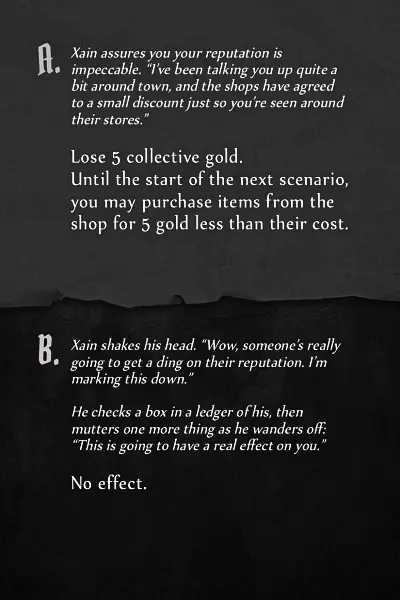 A. Xain assures you your reputation is
impeccable. “I’ve been talking you up quite a
bit around town, and the shops have agreed
to a small discount just so you’re seen around
their stores.”
Lose 5 collective gold.
Until the start of the next scenario,
you may purchase items from the
shop for 5 gold less than their cost.
B. Xain shakes his head. “Wow, someone’s really
going to get a ding on their reputation. I’m
marking this down.”
He checks a box in a ledger of his, then
mutters one more thing as he wanders off:
“This is going to have a real effect on you.”
No effect.